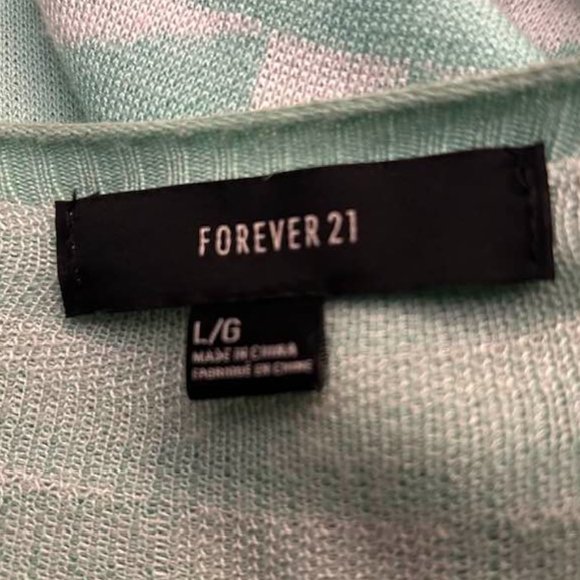 FOREVER 21
L/G
MADE IN CHINA
FABRIQUÉ EN CHINE